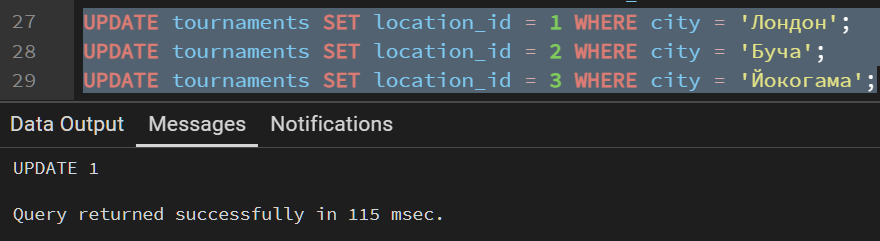 27 UPDATE tournaments SET location_id = 1 WHERE city = 'Лондон';
28 UPDATE tournaments SET location_id = 2 WHERE city = 'Буча';
29 UPDATE tournaments SET location_id = 3 WHERE city = 'Йокогама';
Data Output Messages Notifications
UPDATE 1
Query returned successfully in 115 msec.